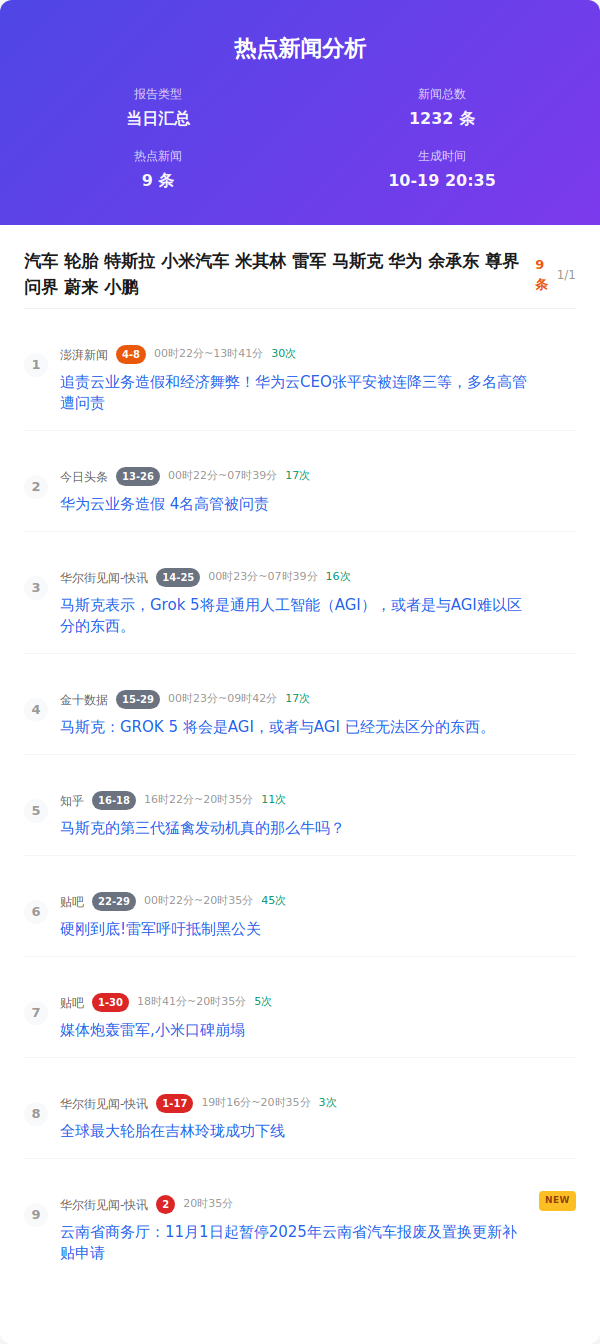 热点新闻分析
报告类型
新闻总数
当日汇总
1232 条
热点新闻
生成时间
9 条
10-19 20:35
汽车 轮胎 特斯拉 小米汽车 米其林 雷军 马斯克 华为 余承东 尊界
问界 蔚来 小鹏
9
条
1/1
1
澎湃新闻 4-8 00时22分~13时41分 30次
追责云业务造假和经济舞弊！华为云CEO张平安被连降三等，多名高管
遭问责
2
今日头条 13-26 00时22分~07时39分 17次
华为云业务造假 4名高管被问责
3
华尔街见闻-快讯 14-25 00时23分~07时39分 16次
马斯克表示，Grok 5将是通用人工智能（AGI），或者是与AGI难以区
分的东西。
4
金十数据 15-29 00时23分~09时42分 17次
马斯克：GROK 5 将会是AGI，或者与AGI 已经无法区分的东西。
5
知乎 16-18 16时22分~20时35分 11次
马斯克的第三代猛禽发动机真的那么牛吗？
6
贴吧 22-29 00时22分~20时35分 45次
硬刚到底!雷军呼吁抵制黑公关
7
贴吧 1-30 18时41分~20时35分 5次
媒体炮轰雷军,小米口碑崩塌
8
华尔街见闻-快讯 1-17 19时16分~20时35分 3次
全球最大轮胎在吉林玲珑成功下线
9
华尔街见闻-快讯 2 20时35分
NEW
云南省商务厅：11月1日起暂停2025年云南省汽车报废及置换更新补
贴申请